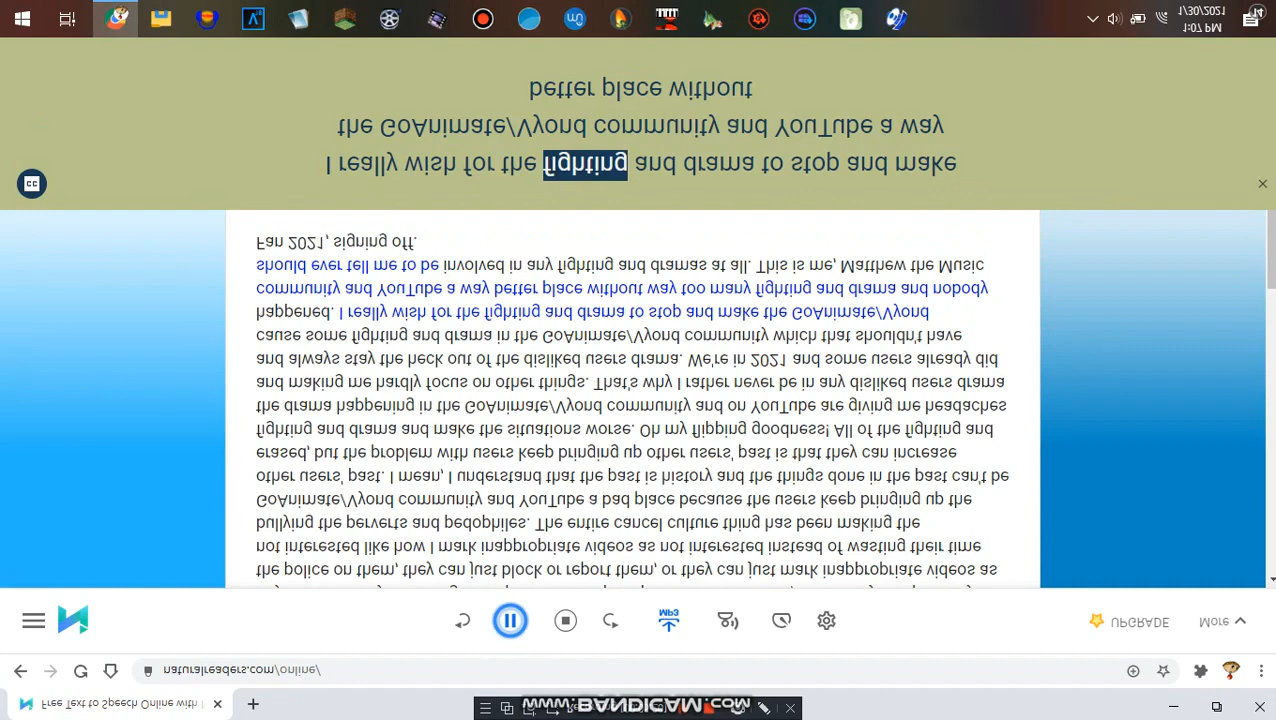 Free Text to Speech Online with
www.BANDICAM.com
naturalreaders.com/online/
MP3
UPGRADE
More
the police on them, they can just block or report them, or they can just mark inappropriate videos as
not interested like how I mark inappropriate videos as not interested instead of wasting their time
bullying the perverts and pedophiles. The entire cancel culture thing has been making the
GoAnimate/Vyond community and YouTube a bad place because the users keep bringing up the
other users' past. I mean, I understand that the past is history and the things done in the past can't be
erased, but the problem with users keep bringing up other users' past is that they can increase
fighting and drama and make the situations worse. Oh my flipping goodness! All of the fighting and
the drama happening in the GoAnimate/Vyond community and on YouTube are giving me headaches
and making me hardly focus on other things. That's why I rather never be in any disliked users drama
and always stay the heck out of the disliked users drama. We're in 2021 and some users already did
cause some fighting and drama in the GoAnimate/Vyond community which that shouldn't have
happened. I really wish for the fighting and drama to stop and make the GoAnimate/Vyond
community and YouTube a way better place without way too many fighting and drama and nobody
should ever tell me to be involved in any fighting and dramas at all. This is me, Matthew the Music
Fan 2021, signing off.
CC
I really wish for the fighting and drama to stop and make
the GoAnimate/Vyond community and YouTube a way
better place without
1:07 PM
1/30/2021
14